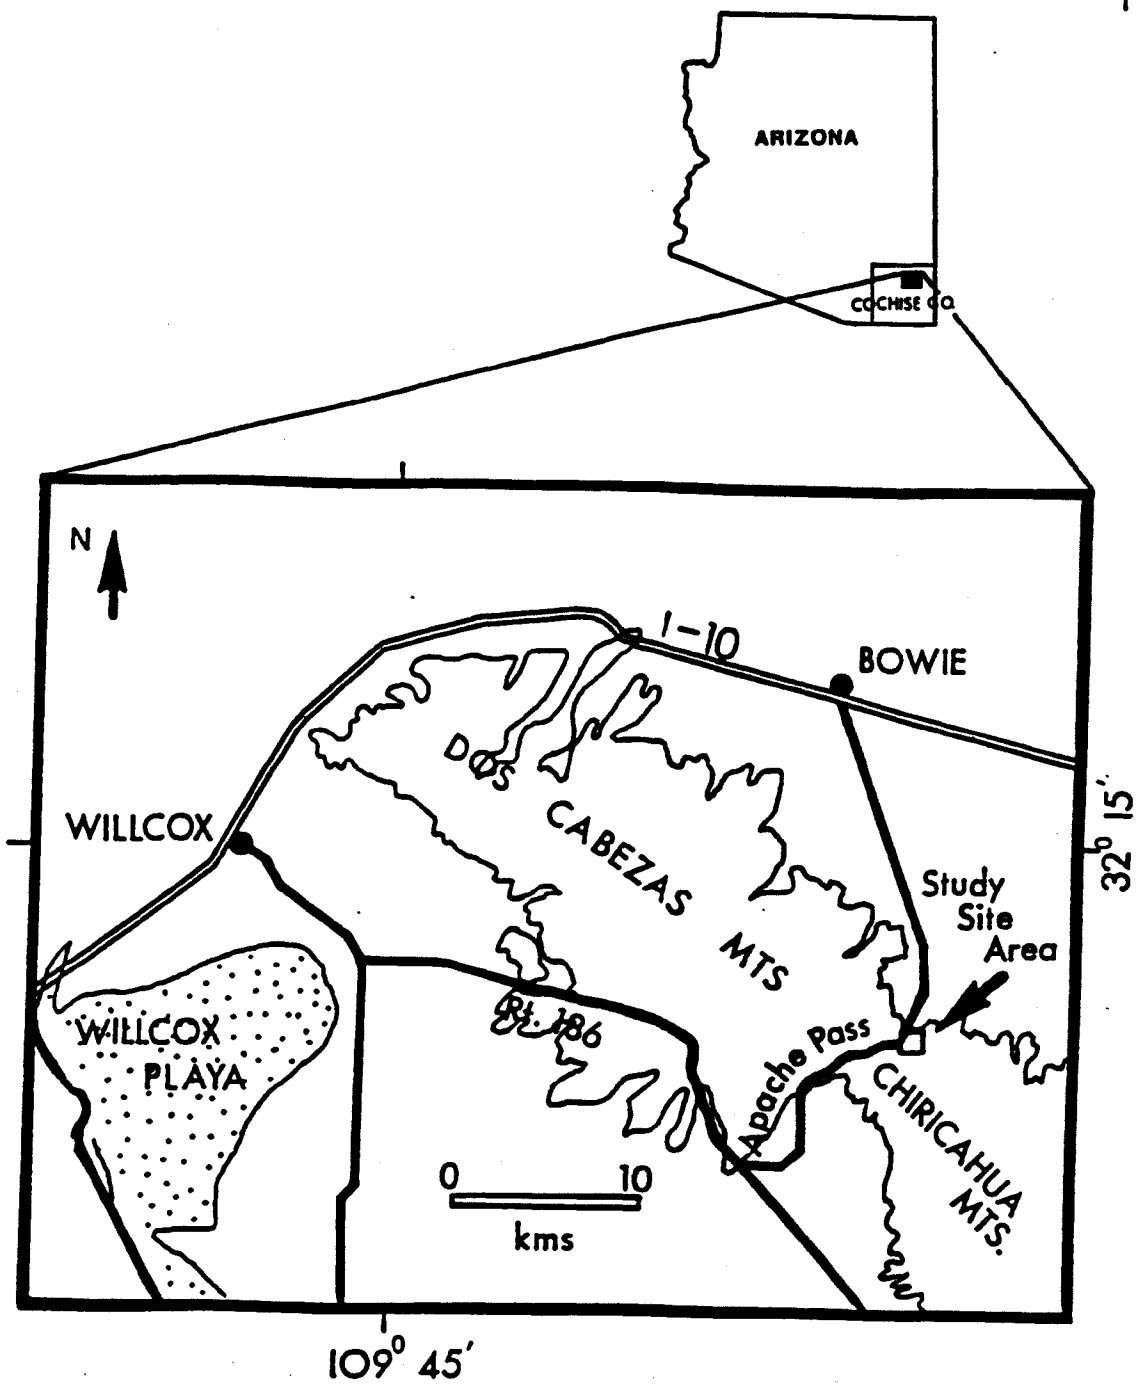 ARIZONA
COCHISE CO.
N
I-10
BOWIE
DOS
CABEZAS
MTS
WILLCOX
32° 15'
Study
Site
Area
WILLCOX
PLAYA
Rt. 186
Apache Pass
CHIRICAHUA
MTS.
0 10
kms
109° 45'